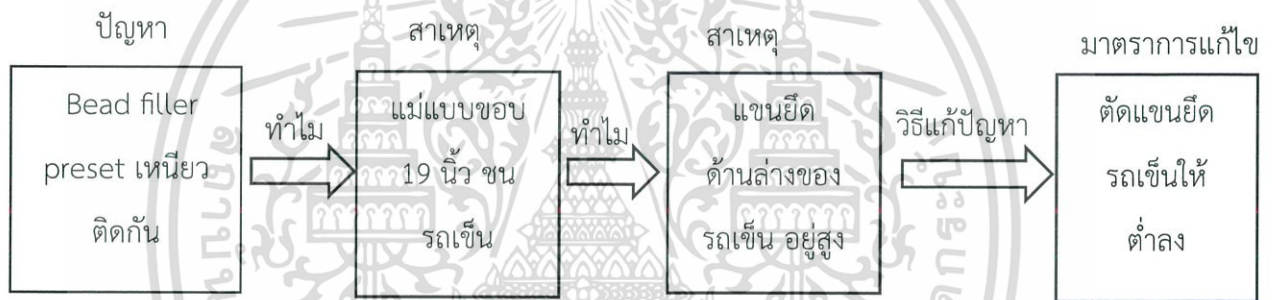 ปัญหา
Bead filler
preset เหนียว
ติดกัน
ทำไม
สาเหตุ
แม่แบบขอบ
19 นิ้ว ชน
รถเข็น
ทำไม
สาเหตุ
แขนยึด
ด้านล่างของ
รถเข็น อยู่สูง
วิธีแก้ปัญหา
มาตราการแก้ไข
ตัดแขนยึด
รถเข็นให้
ต่ำลง